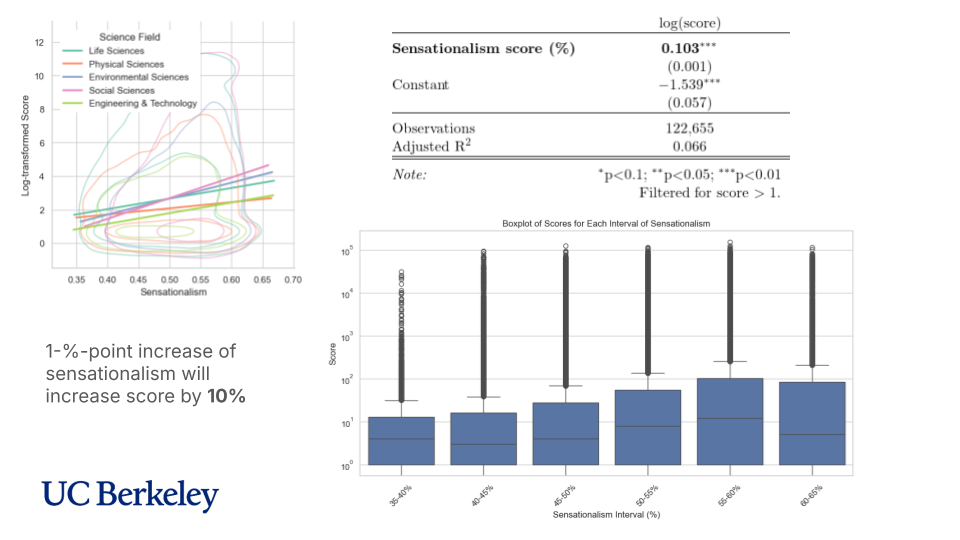 Science Field
Life Sciences
Physical Sciences
Environmental Sciences
Social Sciences
Engineering & Technology
Log-transformed Score
12
10
8
6
4
2
0
0.35 0.40 0.45 0.50 0.55 0.60 0.65 0.70
Sensationalism
log(score)
Sensationalism score (%) 0.103***
(0.001)
Constant −1.539***
(0.057)
Observations 122,655
Adjusted R² 0.066
Note: *p<0.1; **p<0.05; ***p<0.01
Filtered for score > 1.
Boxplot of Scores for Each Interval of Sensationalism
Score
10⁵
10⁴
10³
10²
10¹
10⁰
35-40% 40-45% 45-50% 50-55% 55-60% 60-65%
Sensationalism Interval (%)
1-%-point increase of
sensationalism will
increase score by 10%
UC Berkeley